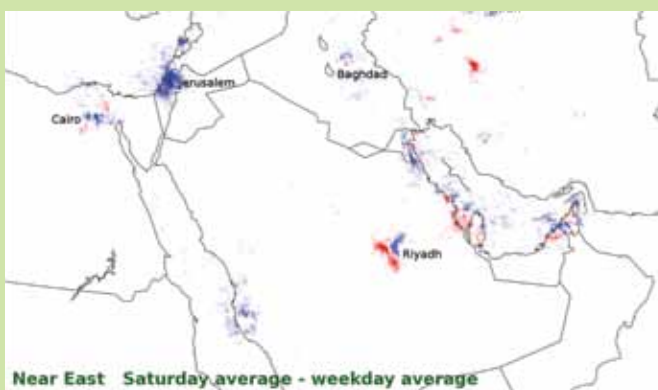 Jerusalem
Baghdad
Cairo
Riyadh
Near East Saturday average - weekday average